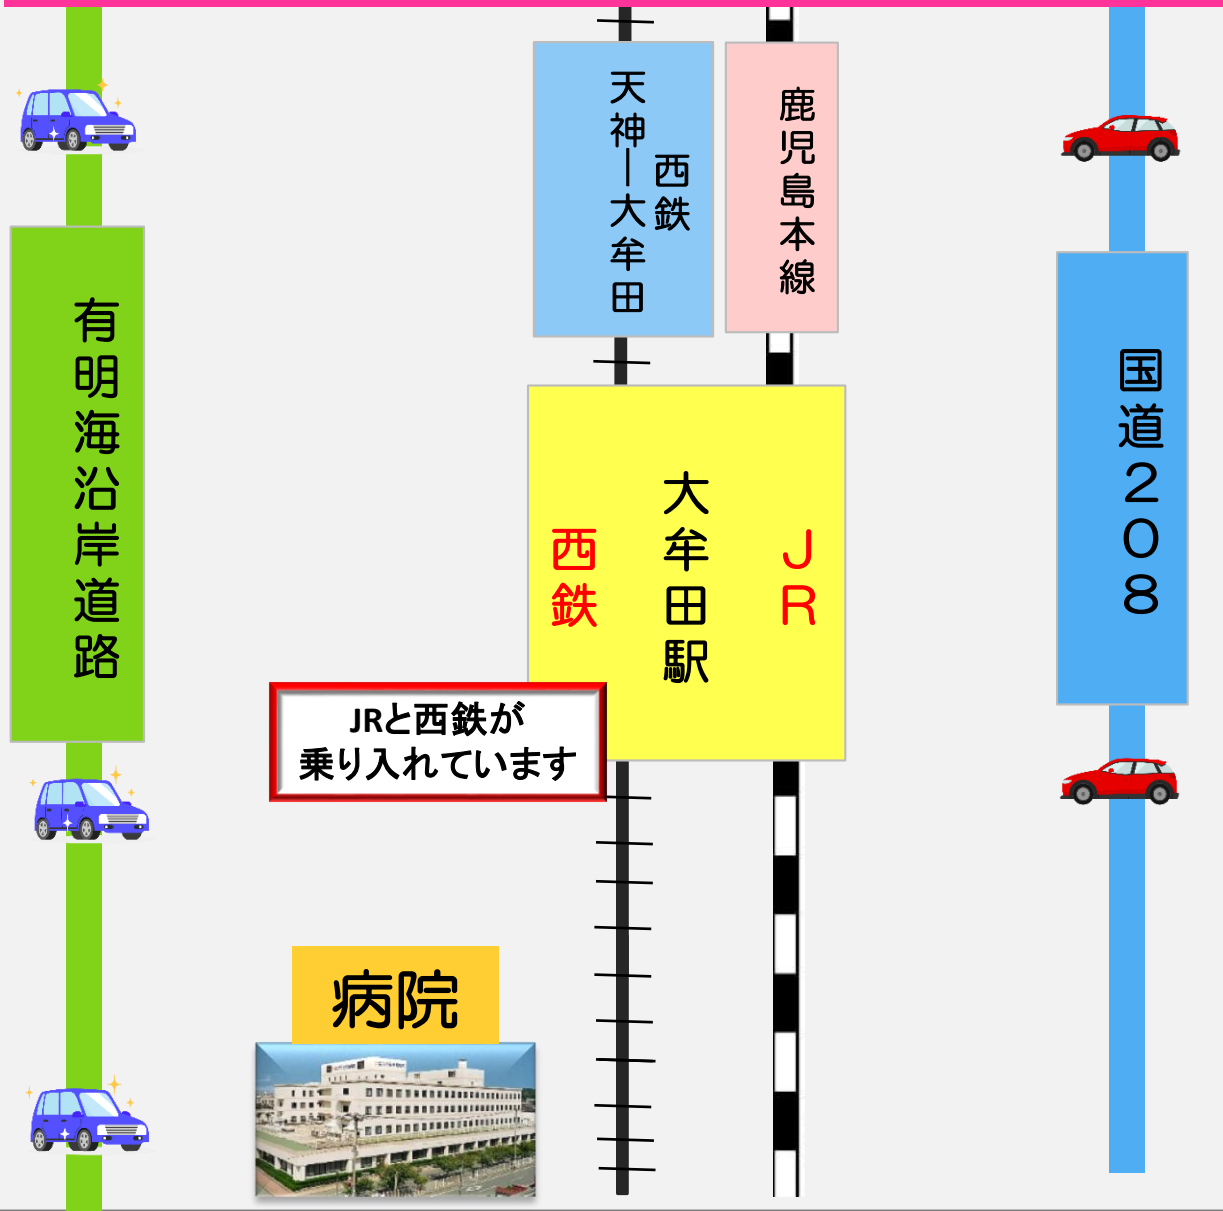 西鉄
天神ー大牟田
鹿児島本線
有明海沿岸道路
国道２０８
西鉄
大牟田駅
ＪＲ
JRと西鉄が
乗り入れています
病院